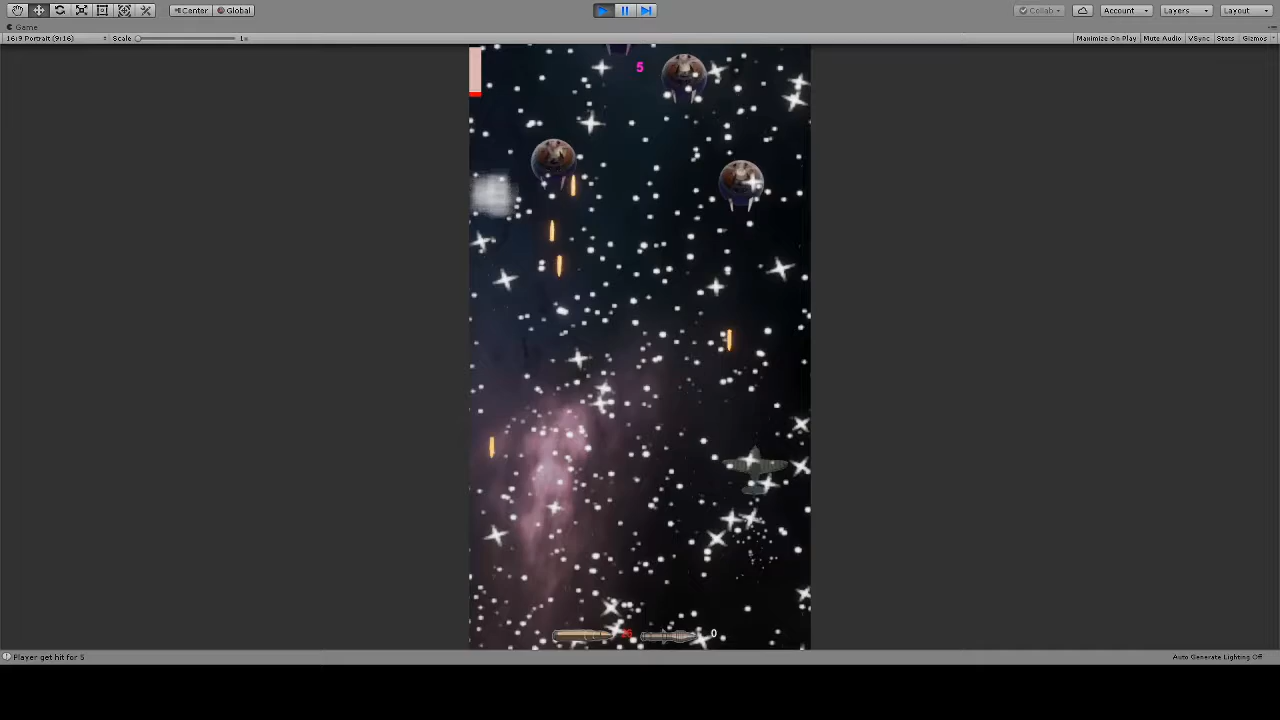 Center Global Collab Account Layers Layout
Game
16:9 Portrait (9:16) Scale 1x Maximize On Play Mute Audio VSync Stats Gizmos
5
0
Player get hit for 5 Auto Generate Lighting Off